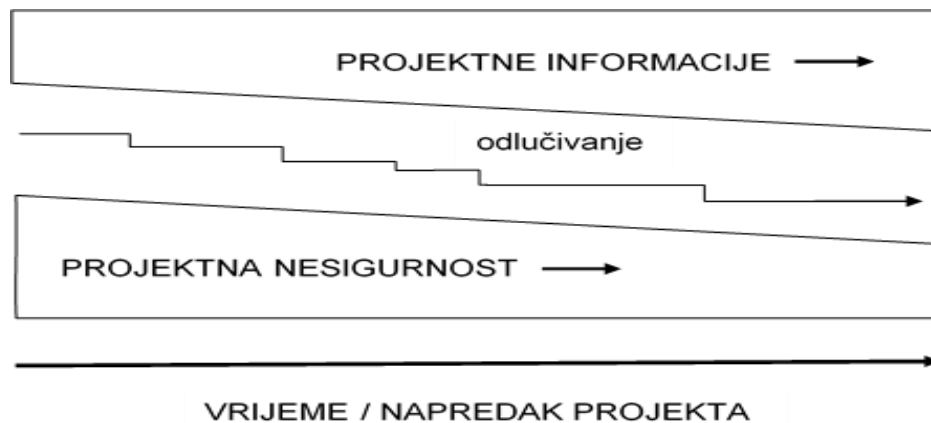 PROJEKTNE INFORMACIJE
odlučivanje
PROJEKTNA NESIGURNOST
VRIJEME / NAPREDAK PROJEKTA